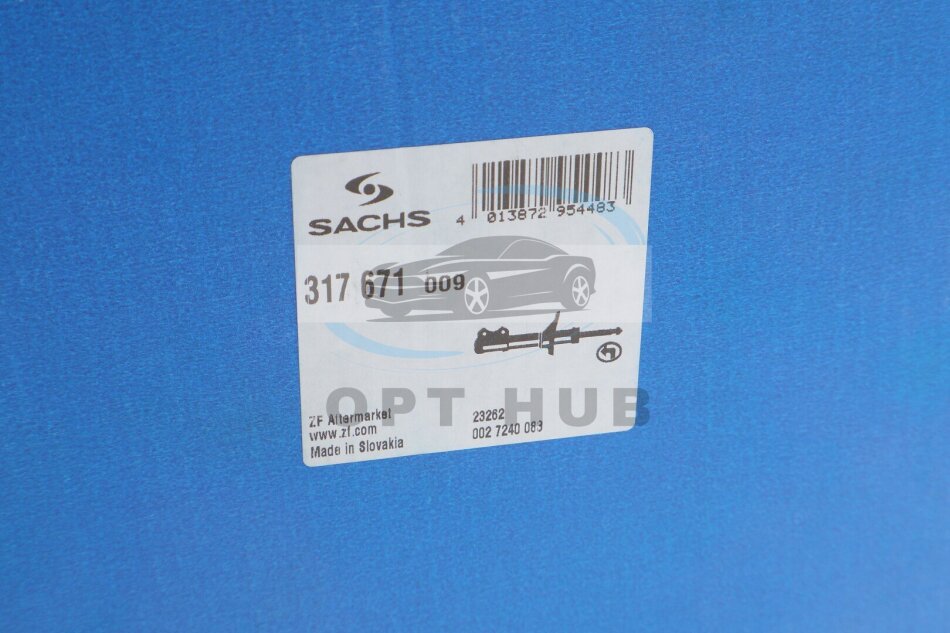 SACHS
4 013872 954483
317 671 009
OPT HUB
ZF Aftermarket
www.zf.com
Made in Slovakia
23262
002 7240 083